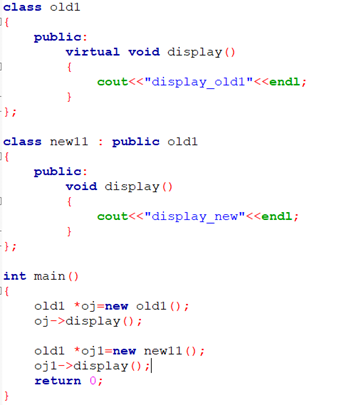 class old1
{
public:
virtual void display()
{
cout<<"display_old1"<<endl;
}
};
class new11 : public old1
{
public:
void display()
{
cout<<"display_new"<<endl;
}
};
int main()
{
old1 *oj=new old1();
oj->display();
old1 *oj1=new new11();
oj1->display();
return 0;
}